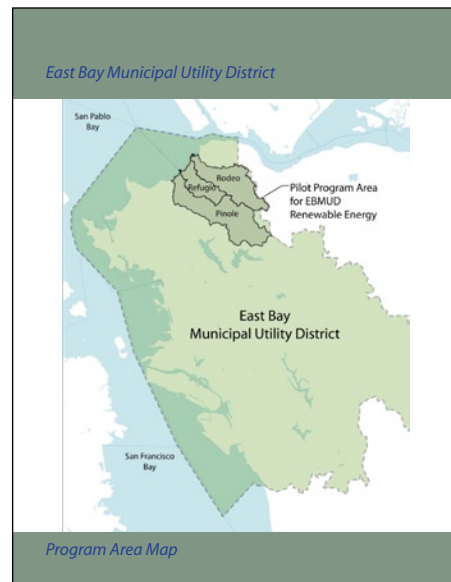 East Bay Municipal Utility District
San Pablo
Bay
Rodeo
Refugio
Pinole
Pilot Program Area
for EBMUD
Renewable Energy
East Bay
Municipal Utility District
San Francisco
Bay
Program Area Map